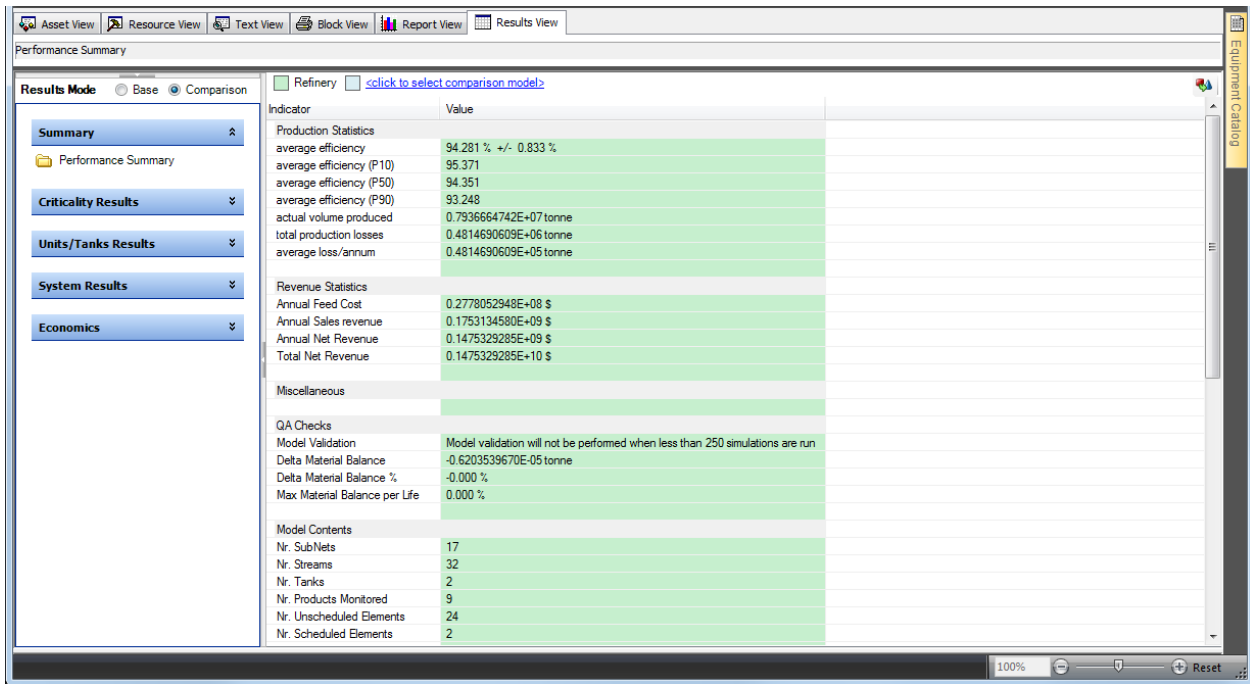 Asset View Resource View Text View Block View Report View Results View
Performance Summary
Results Mode Base Comparison
Summary
Performance Summary
Criticality Results
Units/Tanks Results
System Results
Economics
Refinery <click to select comparison model>
Indicator Value
Production Statistics
average efficiency 94.281 % +/- 0.833 %
average efficiency (P10) 95.371
average efficiency (P50) 94.351
average efficiency (P90) 93.248
actual volume produced 0.7936664742E+07 tonne
total production losses 0.4814690609E+06 tonne
average loss/annum 0.4814690609E+05 tonne
Revenue Statistics
Annual Feed Cost 0.2778052948E+08 $
Annual Sales revenue 0.1753134580E+09 $
Annual Net Revenue 0.1475329285E+09 $
Total Net Revenue 0.1475329285E+10 $
Miscellaneous
QA Checks
Model Validation Model validation will not be performed when less than 250 simulations are run
Delta Material Balance -0.6203539670E-05 tonne
Delta Material Balance % -0.000 %
Max Material Balance per Life 0.000 %
Model Contents
Nr. SubNets 17
Nr. Streams 32
Nr. Tanks 2
Nr. Products Monitored 9
Nr. Unscheduled Elements 24
Nr. Scheduled Elements 2
Equipment Catalog
100% Reset